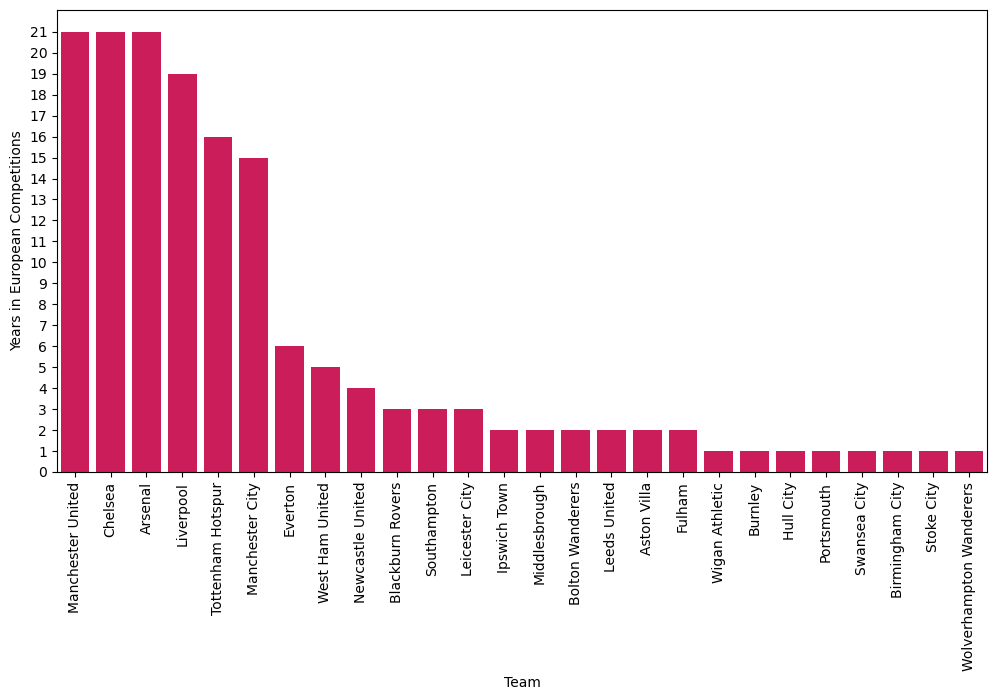 Years in European Competitions
21
20
19
18
17
16
15
14
13
12
11
10
9
8
7
6
5
4
3
2
1
0
Manchester United
Chelsea
Arsenal
Liverpool
Tottenham Hotspur
Manchester City
Everton
West Ham United
Newcastle United
Blackburn Rovers
Southampton
Leicester City
Ipswich Town
Middlesbrough
Bolton Wanderers
Leeds United
Aston Villa
Fulham
Wigan Athletic
Burnley
Hull City
Portsmouth
Swansea City
Birmingham City
Stoke City
Wolverhampton Wanderers
Team